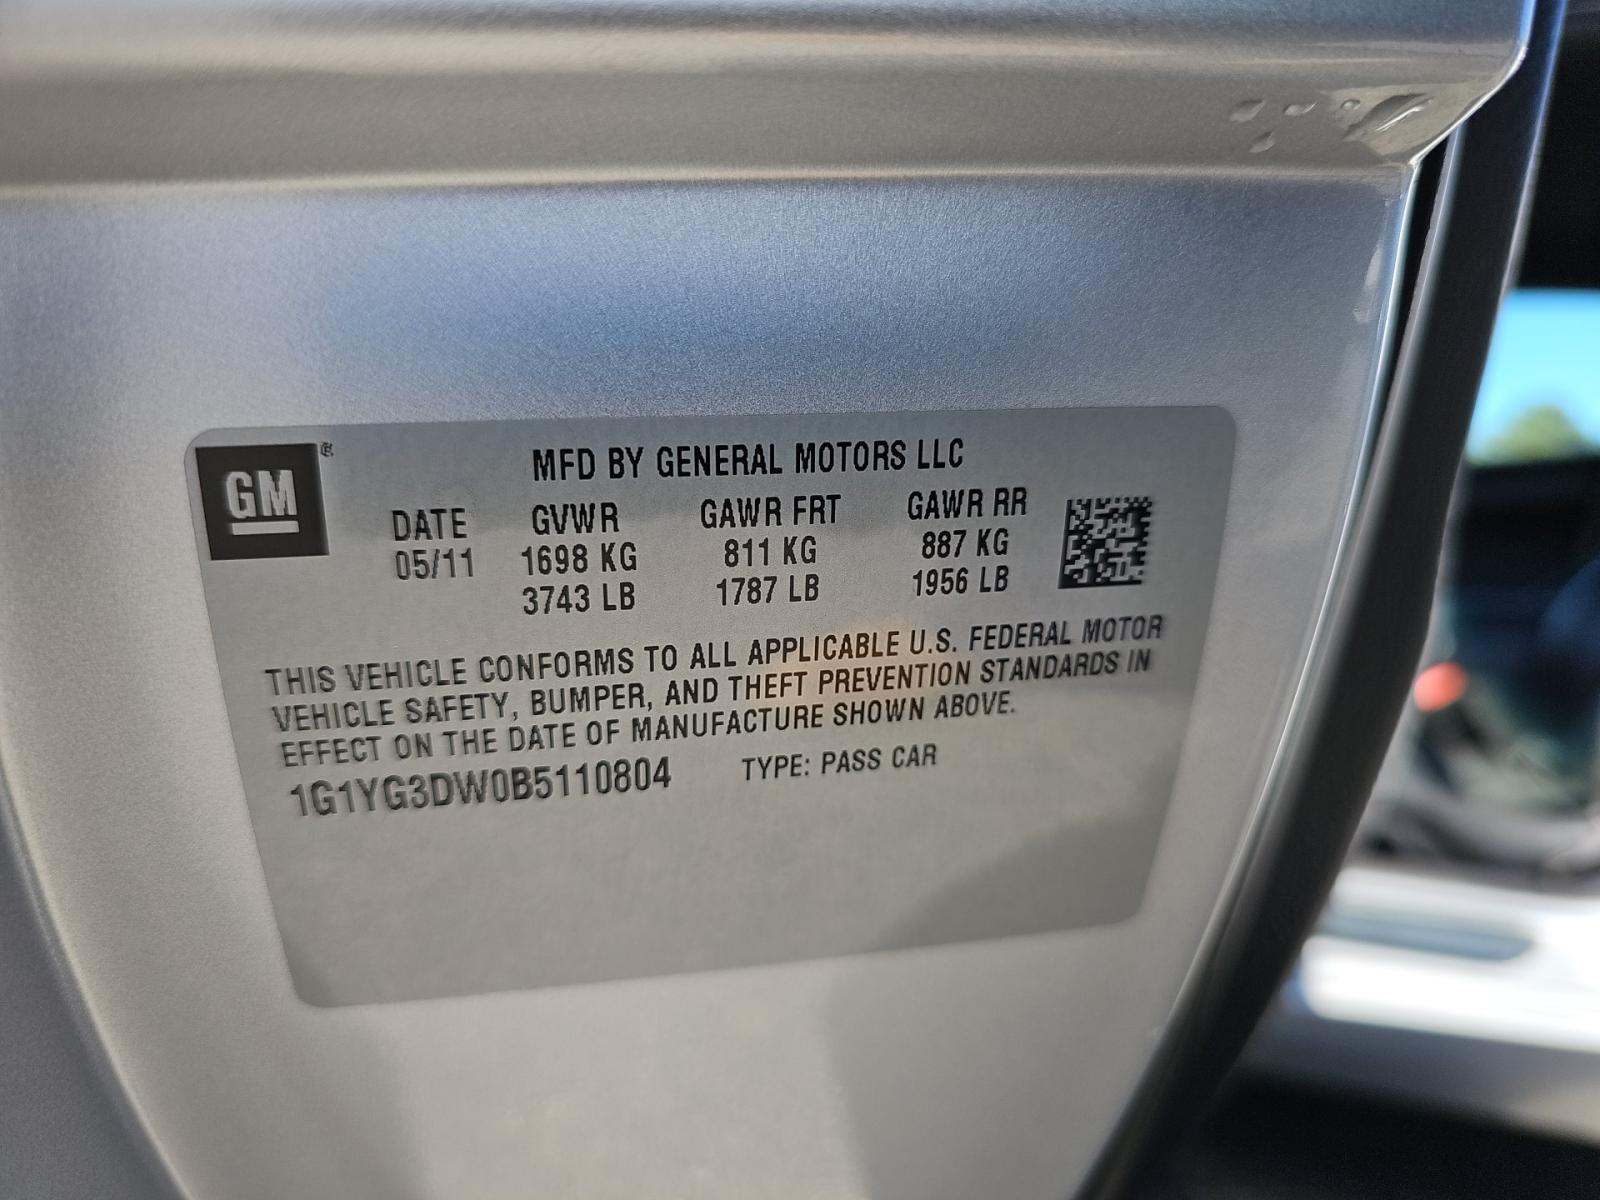 GM
MFD BY GENERAL MOTORS LLC
DATE GVWR GAWR FRT GAWR RR
05/11 1698 KG 811 KG 887 KG
3743 LB 1787 LB 1956 LB
THIS VEHICLE CONFORMS TO ALL APPLICABLE U.S. FEDERAL MOTOR
VEHICLE SAFETY, BUMPER, AND THEFT PREVENTION STANDARDS IN
EFFECT ON THE DATE OF MANUFACTURE SHOWN ABOVE.
1G1YG3DW0B5110804 TYPE: PASS CAR